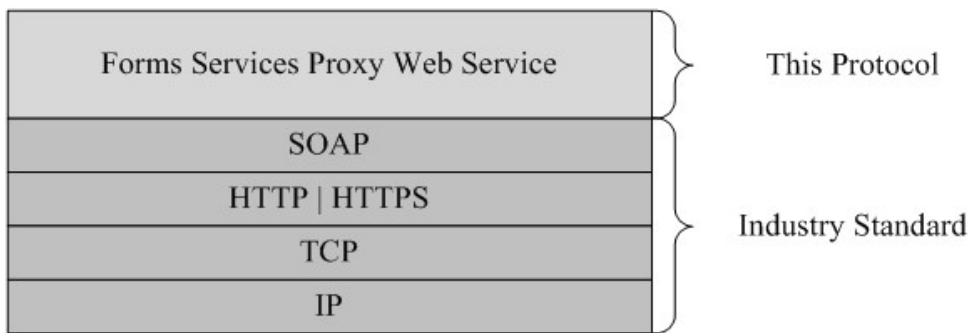 Forms Services Proxy Web Service
This Protocol
SOAP
HTTP | HTTPS
TCP
IP
Industry Standard